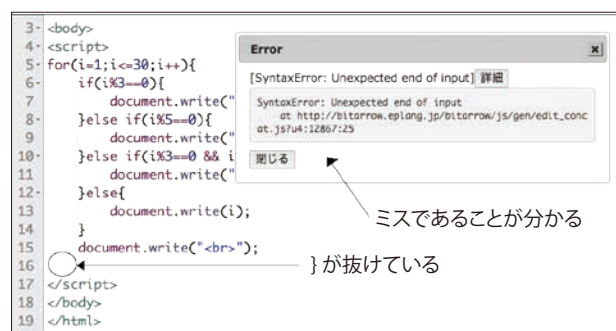 3 <body>
4 <script>
5 for(i=1;i<=30;i++){
6 if(i%3==0){
7 document.write("
8 }else if(i%5==0){
9 document.write("
10 }else if(i%3==0 && i
11 document.write("
12 }else{
13 document.write(i);
14 }
15 document.write("<br>");
16
17 </script>
18 </body>
19 </html>
Error
[SyntaxError: Unexpected end of input] 詳細
SyntaxError: Unexpected end of input
at http://bitarrow.eplang.jp/bitarrow/js/gen/edit_conc
at.js?u4:12867:25
閉じる
ミスであることが分かる
}が抜けている